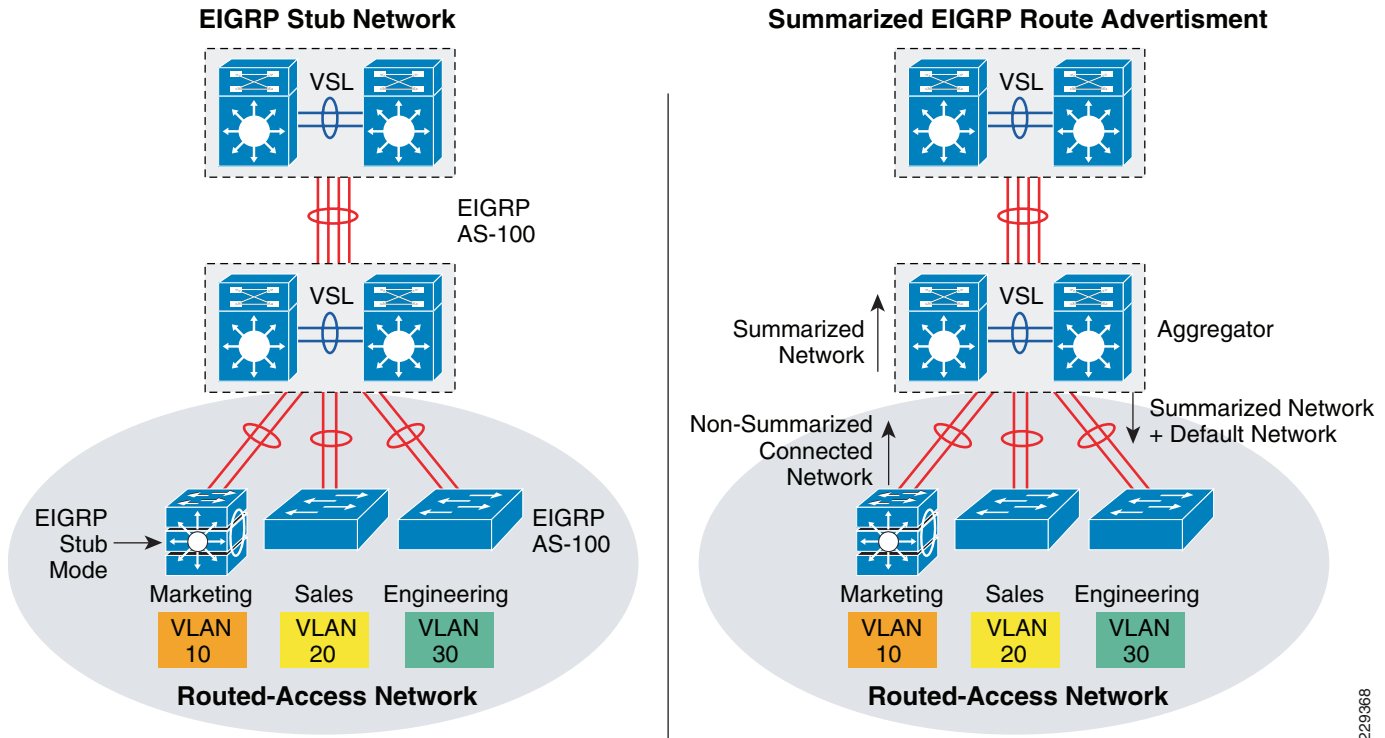 EIGRP Stub Network
VSL
EIGRP
AS-100
VSL
EIGRP
Stub
Mode
EIGRP
AS-100
Marketing
Sales
Engineering
VLAN
10
VLAN
20
VLAN
30
Routed-Access Network
Summarized EIGRP Route Advertisment
VSL
Summarized
Network
VSL
Aggregator
Non-Summarized
Connected
Network
Summarized Network
+ Default Network
Marketing
Sales
Engineering
VLAN
10
VLAN
20
VLAN
30
Routed-Access Network
229368